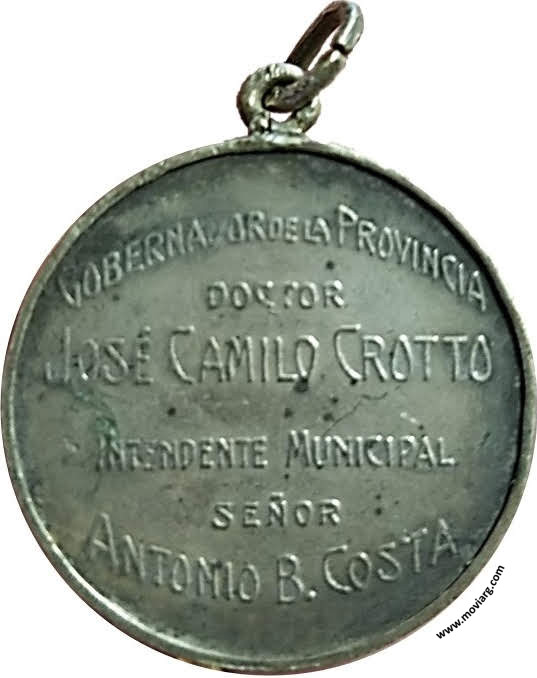 GOBERNADOR DE LA PROVINCIA
DOCTOR
JOSÉ CAMILO CROTTO
INTENDENTE MUNICIPAL
SEÑOR
ANTONIO B. COSTA
www.moviarg.com